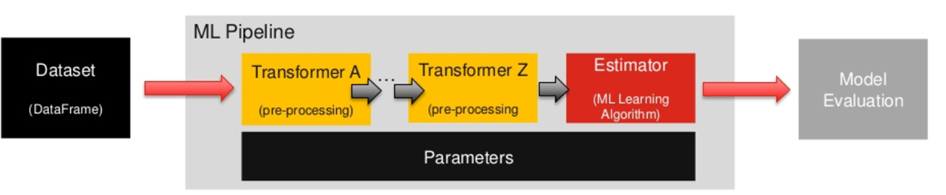 ML Pipeline
Dataset
(DataFrame)
Transformer A
(pre-processing)
...
Transformer Z
(pre-processing
Estimator
(ML Learning
Algorithm)
Parameters
Model
Evaluation